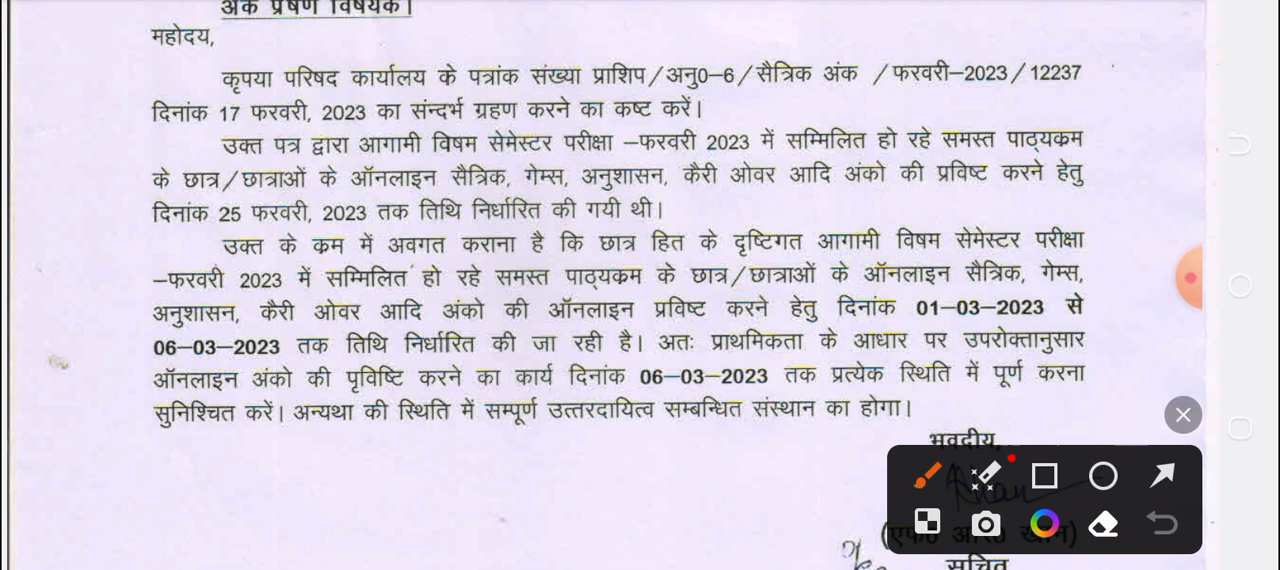 अंक प्रेषण विषयक।
महोदय,
कृपया परिषद कार्यालय के पत्रांक संख्या प्राशिप/अनु0–6/सैत्रिक अंक /फरवरी–2023/12237
दिनांक 17 फरवरी, 2023 का संन्दर्भ ग्रहण करने का कष्ट करें।
उक्त पत्र द्वारा आगामी विषम सेमेस्टर परीक्षा –फरवरी 2023 में सम्मिलित हो रहे समस्त पाठ्यकम
के छात्र/छात्राओं के ऑनलाइन सैत्रिक, गेम्स, अनुशासन, कैरी ओवर आदि अंको की प्रविष्ट करने हेतु
दिनांक 25 फरवरी, 2023 तक तिथि निर्धारित की गयी थी।
उक्त के कम में अवगत कराना है कि छात्र हित के दृष्टिगत आगामी विषम सेमेस्टर परीक्षा
–फरवरी 2023 में सम्मिलित हो रहे समस्त पाठ्यकम के छात्र/छात्राओं के ऑनलाइन सैत्रिक, गेम्स,
अनुशासन, कैरी ओवर आदि अंको की ऑनलाइन प्रविष्ट करने हेतु दिनांक 01–03–2023 से
06–03–2023 तक तिथि निर्धारित की जा रही है। अतः प्राथमिकता के आधार पर उपरोक्तानुसार
ऑनलाइन अंको की पृविष्टि करने का कार्य दिनांक 06–03–2023 तक प्रत्येक स्थिति में पूर्ण करना
सुनिश्चित करें। अन्यथा की स्थिति में सम्पूर्ण उत्तरदायित्व सम्बन्धित संस्थान का होगा।
भवदीय,
(एफ0 आर0 खान)
सचिव